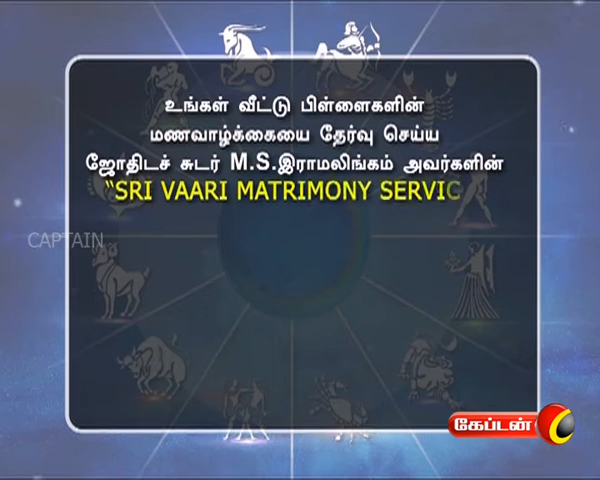 உங்கள் வீட்டு பிள்ளைகளின்
மணவாழ்க்கையை தேர்வு செய்ய
ஜோதிடச் சுடர் M.S.இராமலிங்கம் அவர்களின்
“SRI VAARI MATRIMONY SERVIC
CAPTAIN
கேப்டன்